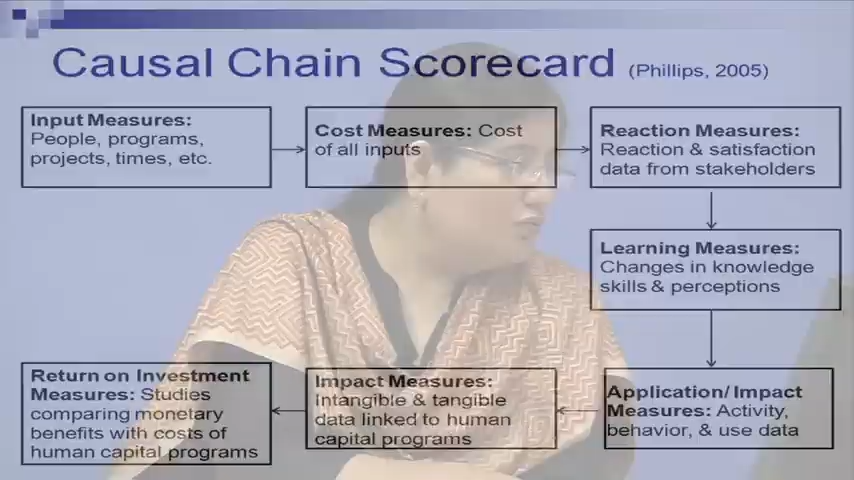 Causal Chain Scorecard (Phillips, 2005)
Input Measures:
People, programs,
projects, times, etc.
Cost Measures: Cost
of all inputs
Reaction Measures:
Reaction & satisfaction
data from stakeholders
Learning Measures:
Changes in knowledge
skills & perceptions
Application/ Impact
Measures: Activity,
behavior, & use data
Impact Measures:
Intangible & tangible
data linked to human
capital programs
Return on Investment
Measures: Studies
comparing monetary
benefits with costs of
human capital programs